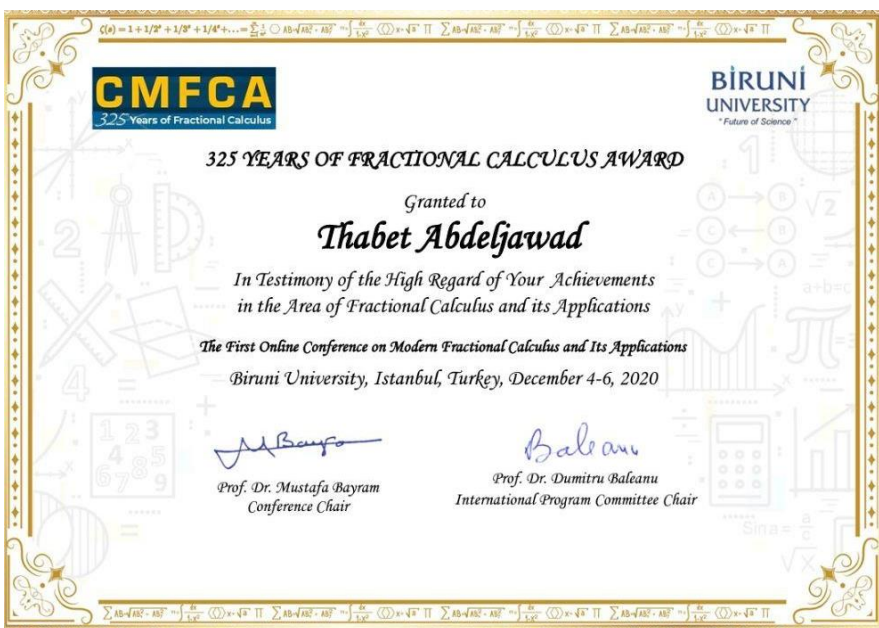 CMFCA
325 Years of Fractional Calculus
BİRUNİ
UNIVERSITY
"Future of Science"
325 YEARS OF FRACTIONAL CALCULUS AWARD
Granted to
Thabet Abdeljawad
In Testimony of the High Regard of Your Achievements
in the Area of Fractional Calculus and its Applications
The First Online Conference on Modern Fractional Calculus and Its Applications
Biruni University, Istanbul, Turkey, December 4-6, 2020
Prof. Dr. Mustafa Bayram
Conference Chair
Baleanu
Prof. Dr. Dumitru Baleanu
International Program Committee Chair